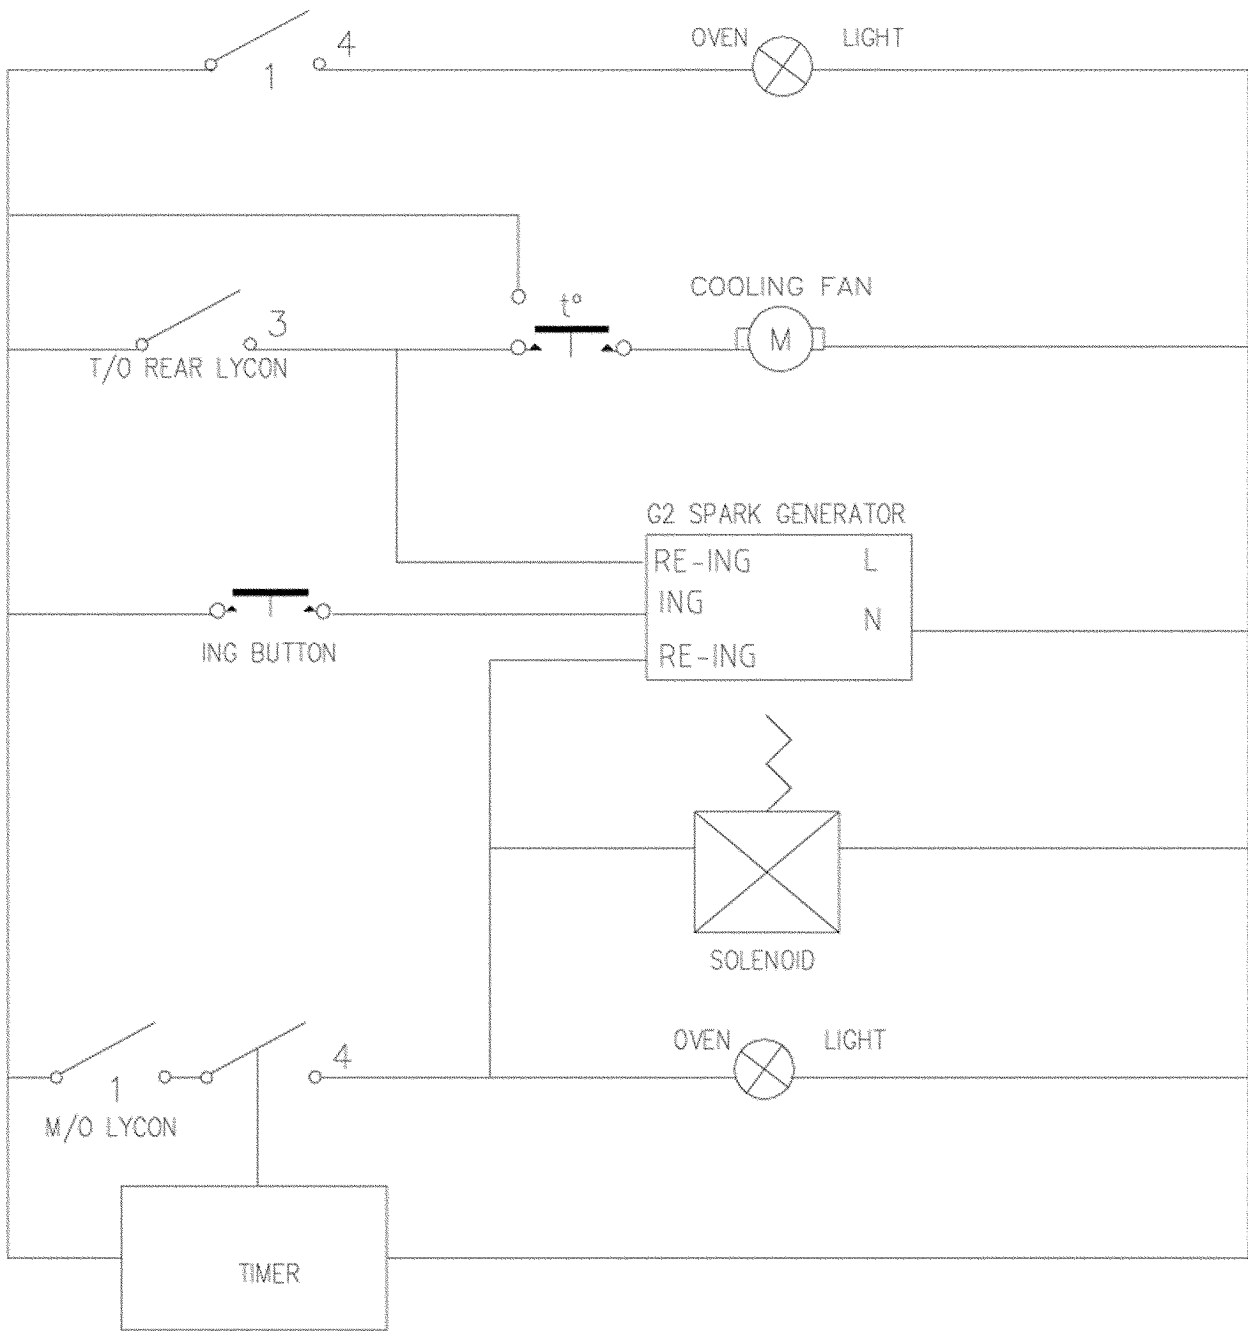 4
OVEN LIGHT
1
COOLING FAN
t°
3
M
T/O REAR LYCON
G2 SPARK GENERATOR
RE-ING L
ING
N
ING BUTTON
RE-ING
SOLENOID
OVEN LIGHT
4
1
M/O LYCON
TIMER